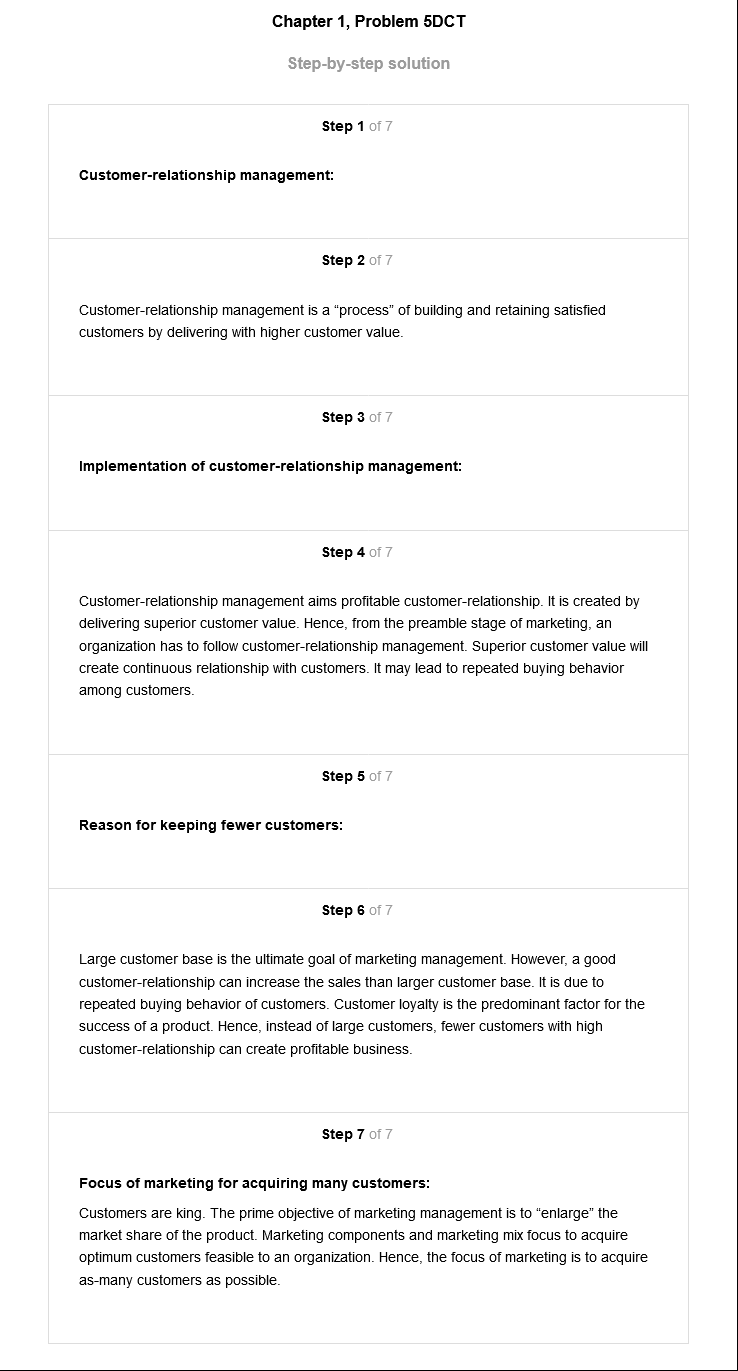 Chapter 1, Problem 5DCT
Step-by-step solution
Step 1 of 7
Customer-relationship management:
Step 2 of 7
Customer-relationship management is a “process” of building and retaining satisfied
customers by delivering with higher customer value.
Step 3 of 7
Implementation of customer-relationship management:
Step 4 of 7
Customer-relationship management aims profitable customer-relationship. It is created by
delivering superior customer value. Hence, from the preamble stage of marketing, an
organization has to follow customer-relationship management. Superior customer value will
create continuous relationship with customers. It may lead to repeated buying behavior
among customers.
Step 5 of 7
Reason for keeping fewer customers:
Step 6 of 7
Large customer base is the ultimate goal of marketing management. However, a good
customer-relationship can increase the sales than larger customer base. It is due to
repeated buying behavior of customers. Customer loyalty is the predominant factor for the
success of a product. Hence, instead of large customers, fewer customers with high
customer-relationship can create profitable business.
Step 7 of 7
Focus of marketing for acquiring many customers:
Customers are king. The prime objective of marketing management is to “enlarge” the
market share of the product. Marketing components and marketing mix focus to acquire
optimum customers feasible to an organization. Hence, the focus of marketing is to acquire
as-many customers as possible.